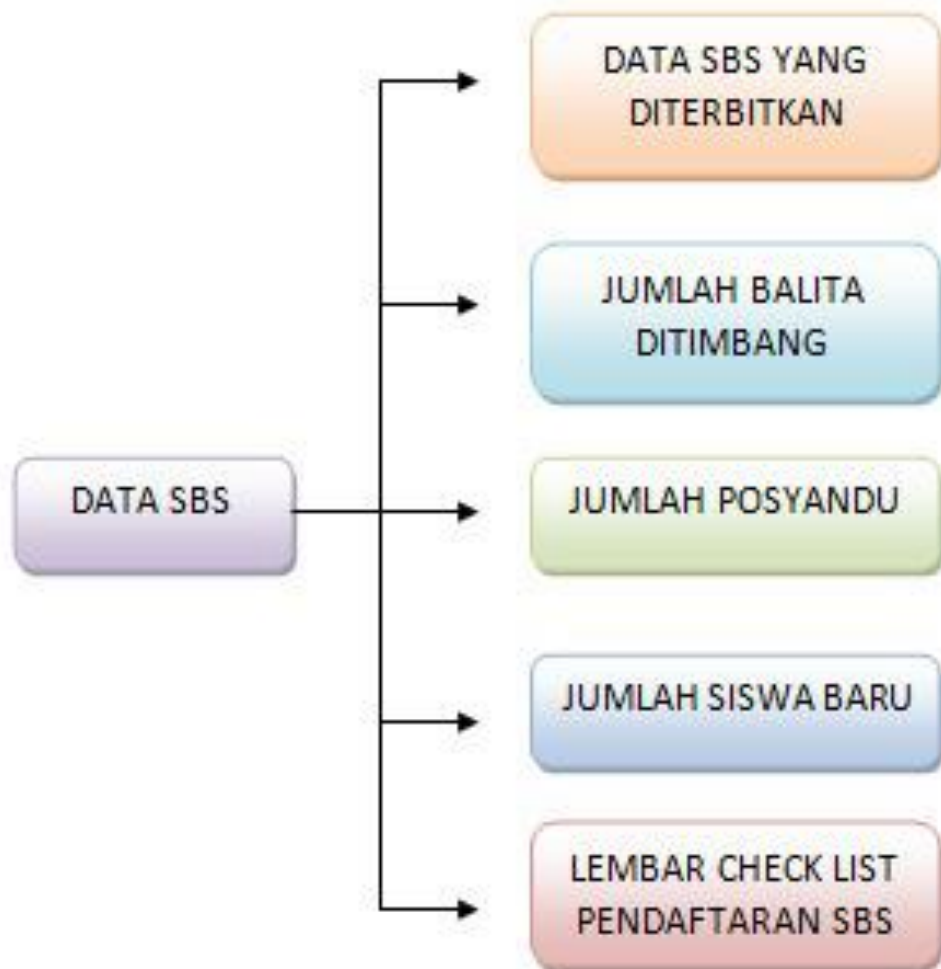 DATA SBS YANG
DITERBITKAN
JUMLAH BALITA
DITIMBANG
DATA SBS
JUMLAH POSYANDU
JUMLAH SISWA BARU
LEMBAR CHECK LIST
PENDAFTARAN SBS